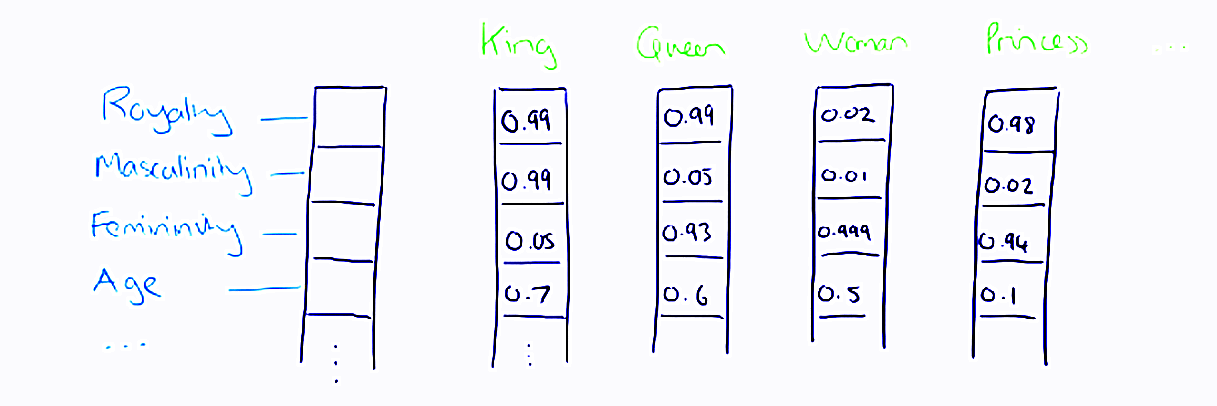 King Queen Woman Princess ...
Royalty 0.99 0.99 0.02 0.98
Masculinity 0.99 0.05 0.01 0.02
Femininity 0.05 0.93 0.999 0.94
Age 0.7 0.6 0.5 0.1
...